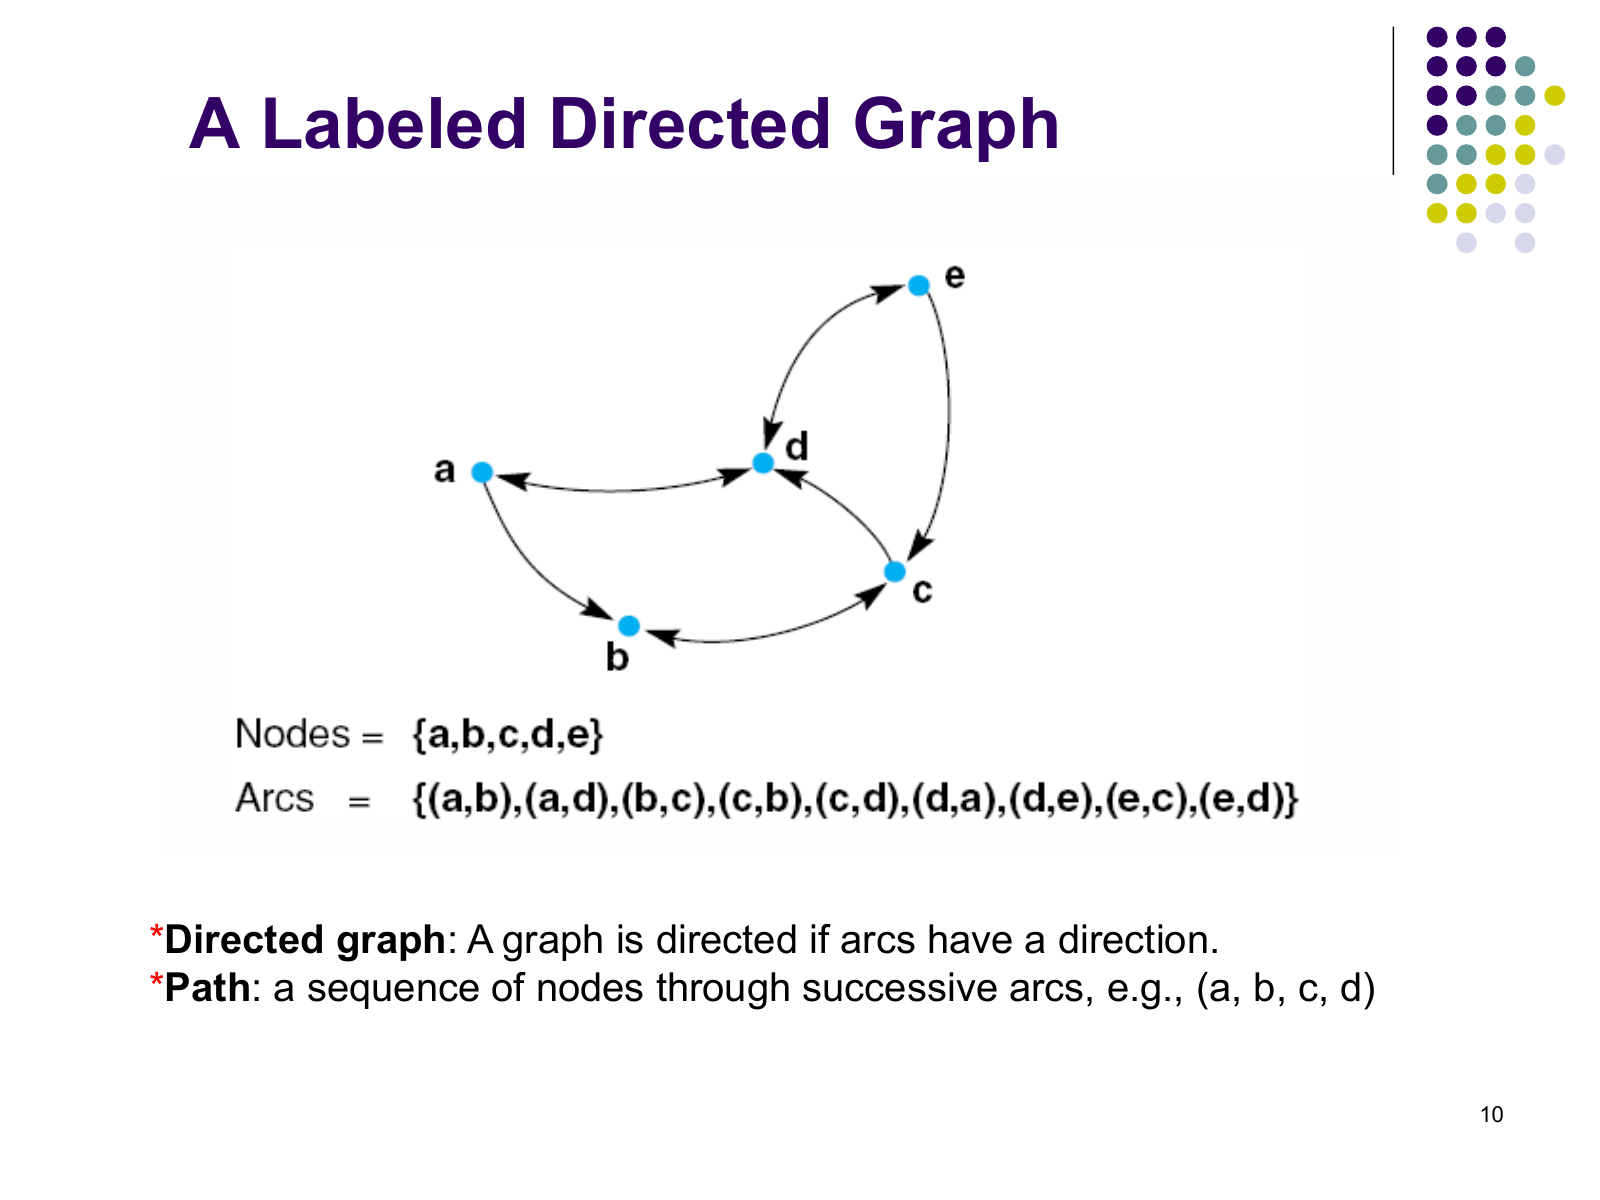 A Labeled Directed Graph
e
d
a
c
b
Nodes = {a,b,c,d,e}
Arcs = {(a,b),(a,d),(b,c),(c,b),(c,d),(d,a),(d,e),(e,c),(e,d)}
*Directed graph: A graph is directed if arcs have a direction.
*Path: a sequence of nodes through successive arcs, e.g., (a, b, c, d)
10